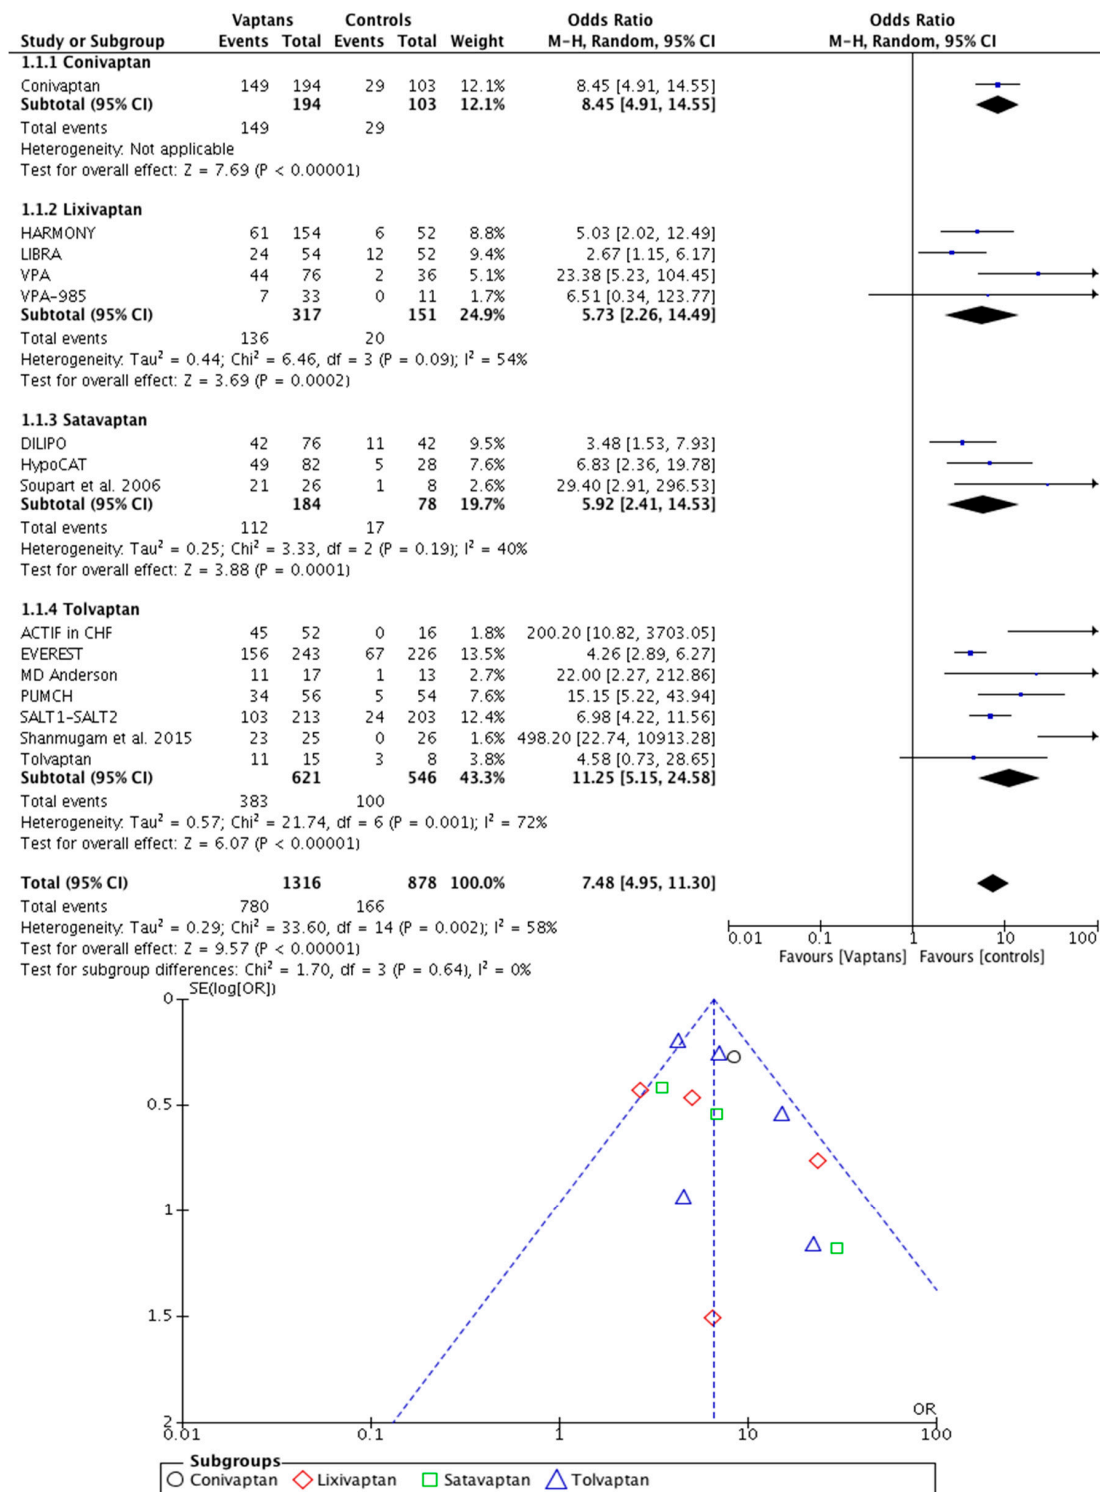 Vaptans Controls Odds Ratio Odds Ratio
Study or Subgroup Events Total Events Total Weight M-H, Random, 95% CI M-H, Random, 95% CI
1.1.1 Conivaptan
Conivaptan 149 194 29 103 12.1% 8.45 [4.91, 14.55]
Subtotal (95% CI) 194 103 12.1% 8.45 [4.91, 14.55]
Total events 149 29
Heterogeneity: Not applicable
Test for overall effect: Z = 7.69 (P < 0.00001)
1.1.2 Lixivaptan
HARMONY 61 154 6 52 8.8% 5.03 [2.02, 12.49]
LIBRA 24 54 12 52 9.4% 2.67 [1.15, 6.17]
VPA 44 76 2 36 5.1% 23.38 [5.23, 104.45]
VPA-985 7 33 0 11 1.7% 6.51 [0.34, 123.77]
Subtotal (95% CI) 317 151 24.9% 5.73 [2.26, 14.49]
Total events 136 20
Heterogeneity: Tau² = 0.44; Chi² = 6.46, df = 3 (P = 0.09); I² = 54%
Test for overall effect: Z = 3.69 (P = 0.0002)
1.1.3 Satavaptan
DILIPO 42 76 11 42 9.5% 3.48 [1.53, 7.93]
HypoCAT 49 82 5 28 7.6% 6.83 [2.36, 19.78]
Soupart et al. 2006 21 26 1 8 2.6% 29.40 [2.91, 296.53]
Subtotal (95% CI) 184 78 19.7% 5.92 [2.41, 14.53]
Total events 112 17
Heterogeneity: Tau² = 0.25; Chi² = 3.33, df = 2 (P = 0.19); I² = 40%
Test for overall effect: Z = 3.88 (P = 0.0001)
1.1.4 Tolvaptan
ACTIF in CHF 45 52 0 16 1.8% 200.20 [10.82, 3703.05]
EVEREST 156 243 67 226 13.5% 4.26 [2.89, 6.27]
MD Anderson 11 17 1 13 2.7% 22.00 [2.27, 212.86]
PUMCH 34 56 5 54 7.6% 15.15 [5.22, 43.94]
SALT1-SALT2 103 213 24 203 12.4% 6.98 [4.22, 11.56]
Shanmugam et al. 2015 23 25 0 26 1.6% 498.20 [22.74, 10913.28]
Tolvaptan 11 15 3 8 3.8% 4.58 [0.73, 28.65]
Subtotal (95% CI) 621 546 43.3% 11.25 [5.15, 24.58]
Total events 383 100
Heterogeneity: Tau² = 0.57; Chi² = 21.74, df = 6 (P = 0.001); I² = 72%
Test for overall effect: Z = 6.07 (P < 0.00001)
Total (95% CI) 1316 878 100.0% 7.48 [4.95, 11.30]
Total events 780 166
Heterogeneity: Tau² = 0.29; Chi² = 33.60, df = 14 (P = 0.002); I² = 58%
Test for overall effect: Z = 9.57 (P < 0.00001)
Test for subgroup differences: Chi² = 1.70, df = 3 (P = 0.64), I² = 0%
0.01 0.1 1 10 100
Favours [Vaptans] Favours [controls]
SE(log[OR])
0
0.5
1
1.5
2
OR
0.01 0.1 1 10 100
Subgroups
Conivaptan Lixivaptan Satavaptan Tolvaptan